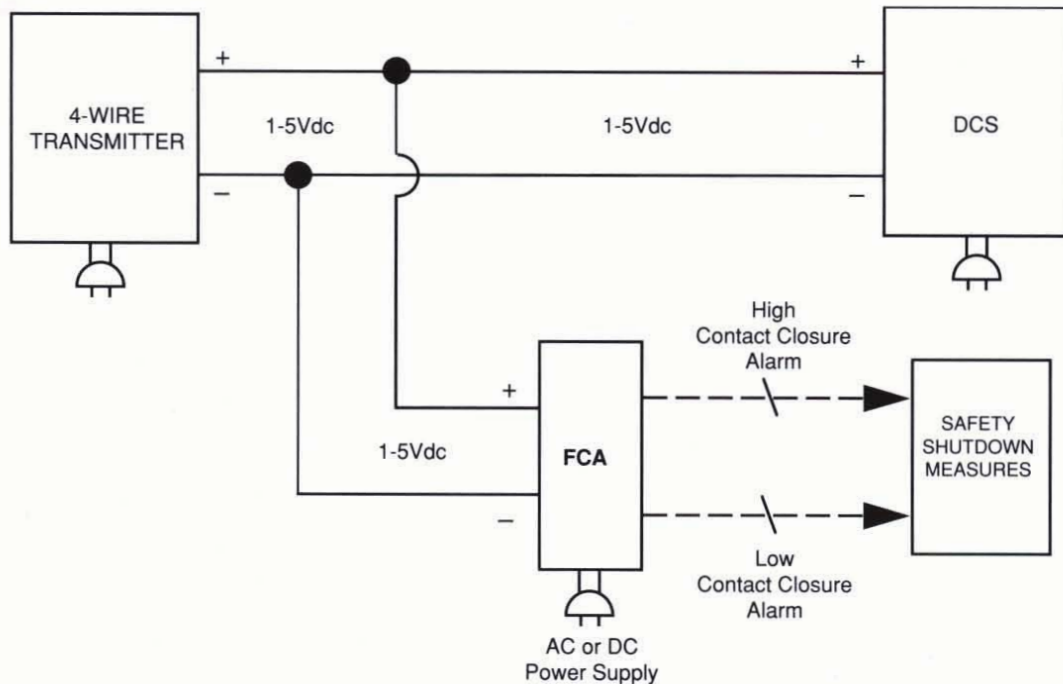 4-WIRE
TRANSMITTER
+
1-5Vdc
–
1-5Vdc
+
–
DCS
High
Contact Closure
Alarm
+
1-5Vdc
–
FCA
SAFETY
SHUTDOWN
MEASURES
Low
Contact Closure
Alarm
AC or DC
Power Supply